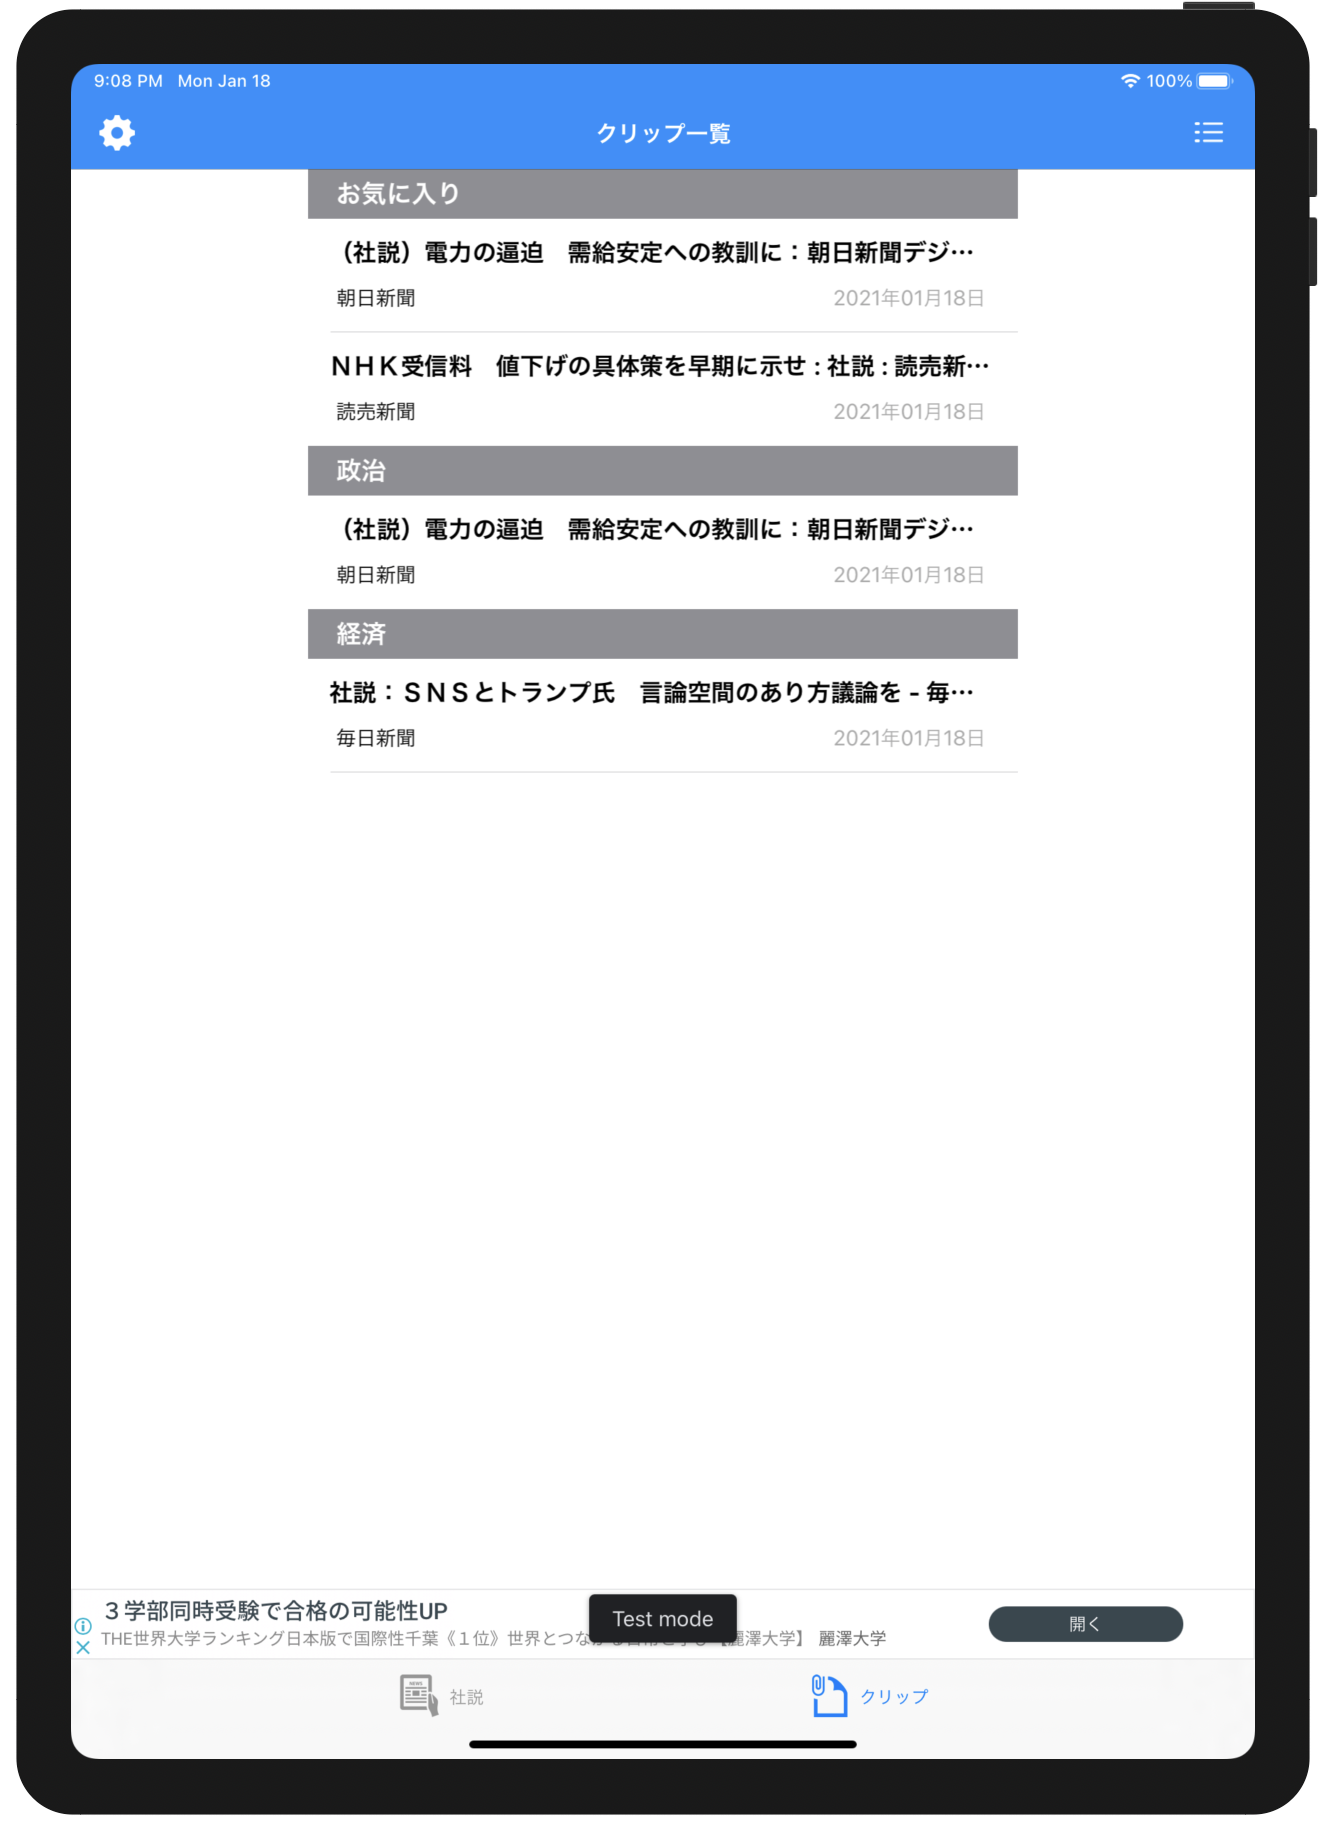 9:08 PM Mon Jan 18
100%
クリップ一覧
お気に入り
（社説）電力の逼迫　需給安定への教訓に：朝日新聞デジ…
朝日新聞 2021年01月18日
ＮＨＫ受信料　値下げの具体策を早期に示せ : 社説 : 読売新…
読売新聞 2021年01月18日
政治
（社説）電力の逼迫　需給安定への教訓に：朝日新聞デジ…
朝日新聞 2021年01月18日
経済
社説：ＳＮＳとトランプ氏　言論空間のあり方議論を - 毎…
毎日新聞 2021年01月18日
３学部同時受験で合格の可能性UP
Test mode
開く
THE世界大学ランキング日本版で国際性千葉《１位》世界とつな
麗澤大学】 麗澤大学
NEWS
社説
クリップ